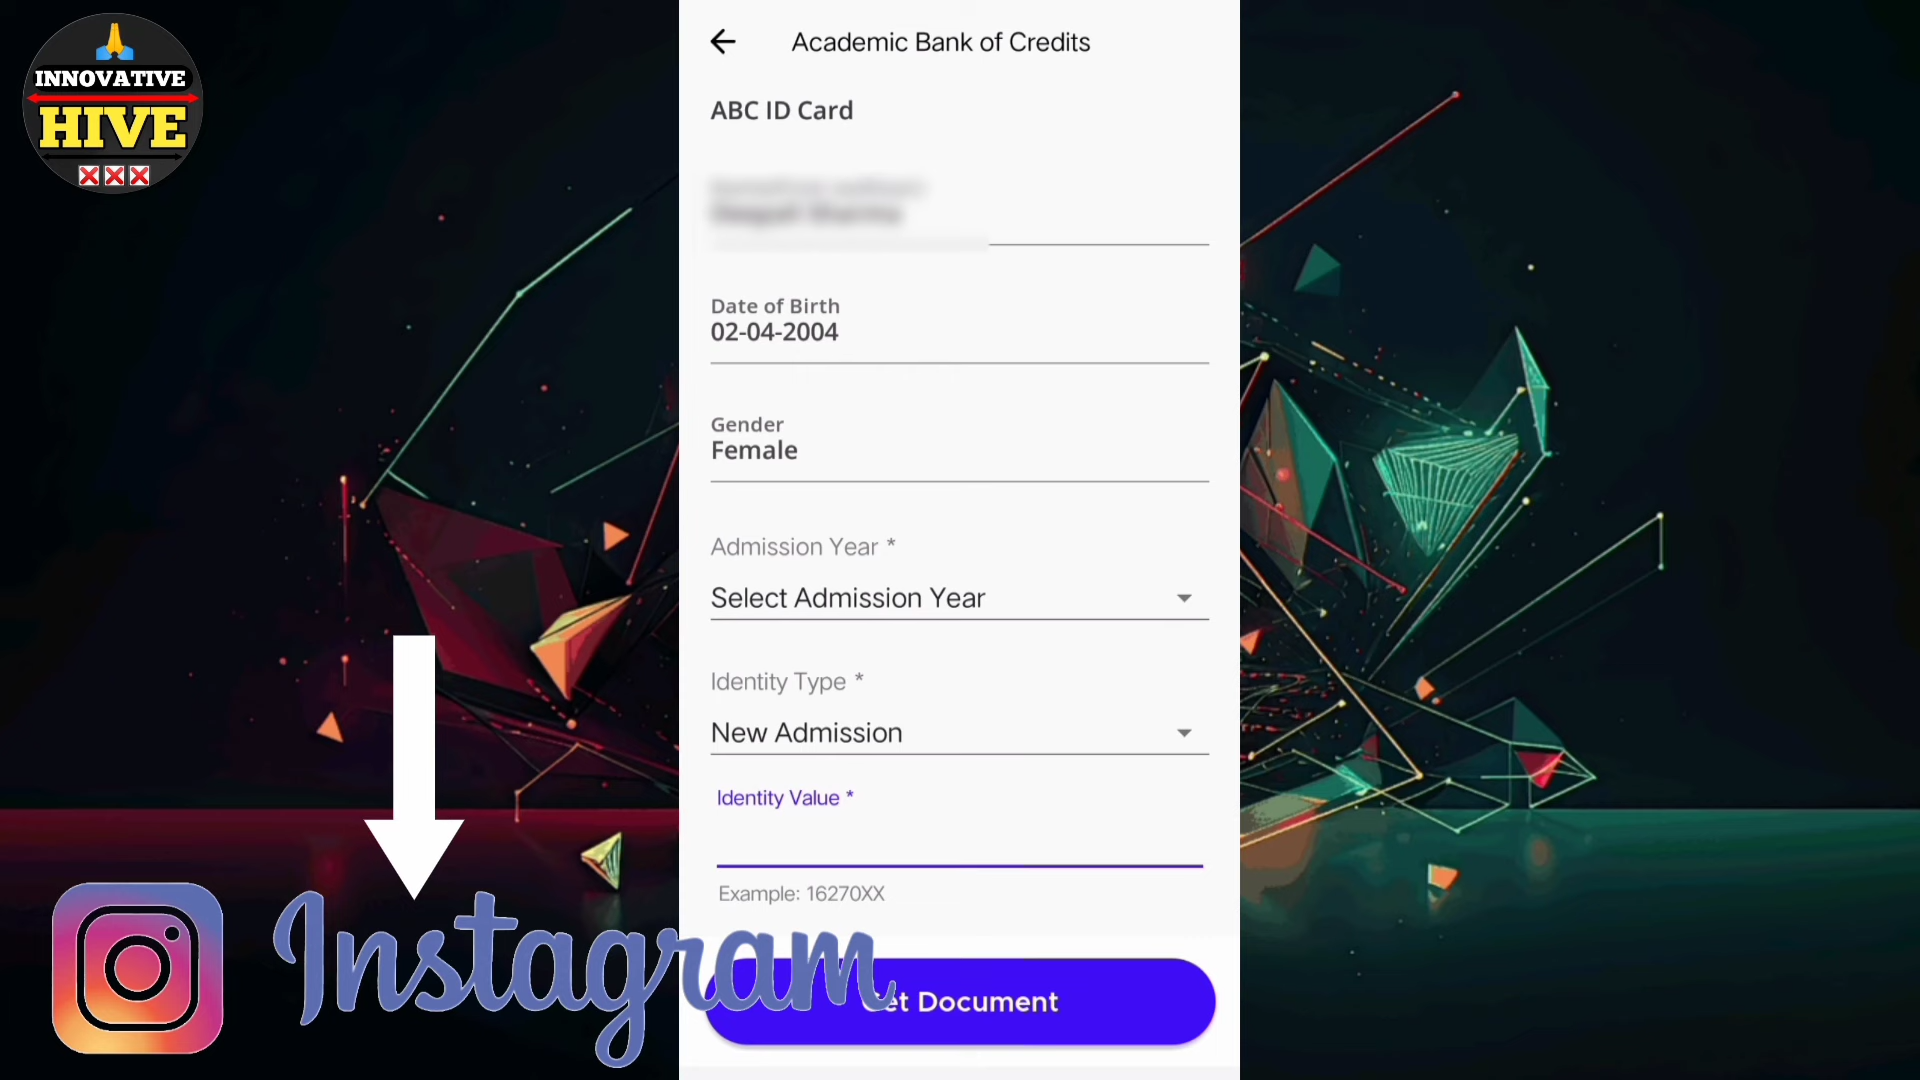 INNOVATIVE
HIVE
Academic Bank of Credits
ABC ID Card
Date of Birth
02-04-2004
Gender
Female
Admission Year *
Select Admission Year
Identity Type *
New Admission
Identity Value *
Example: 16270XX
Instagram
et Document